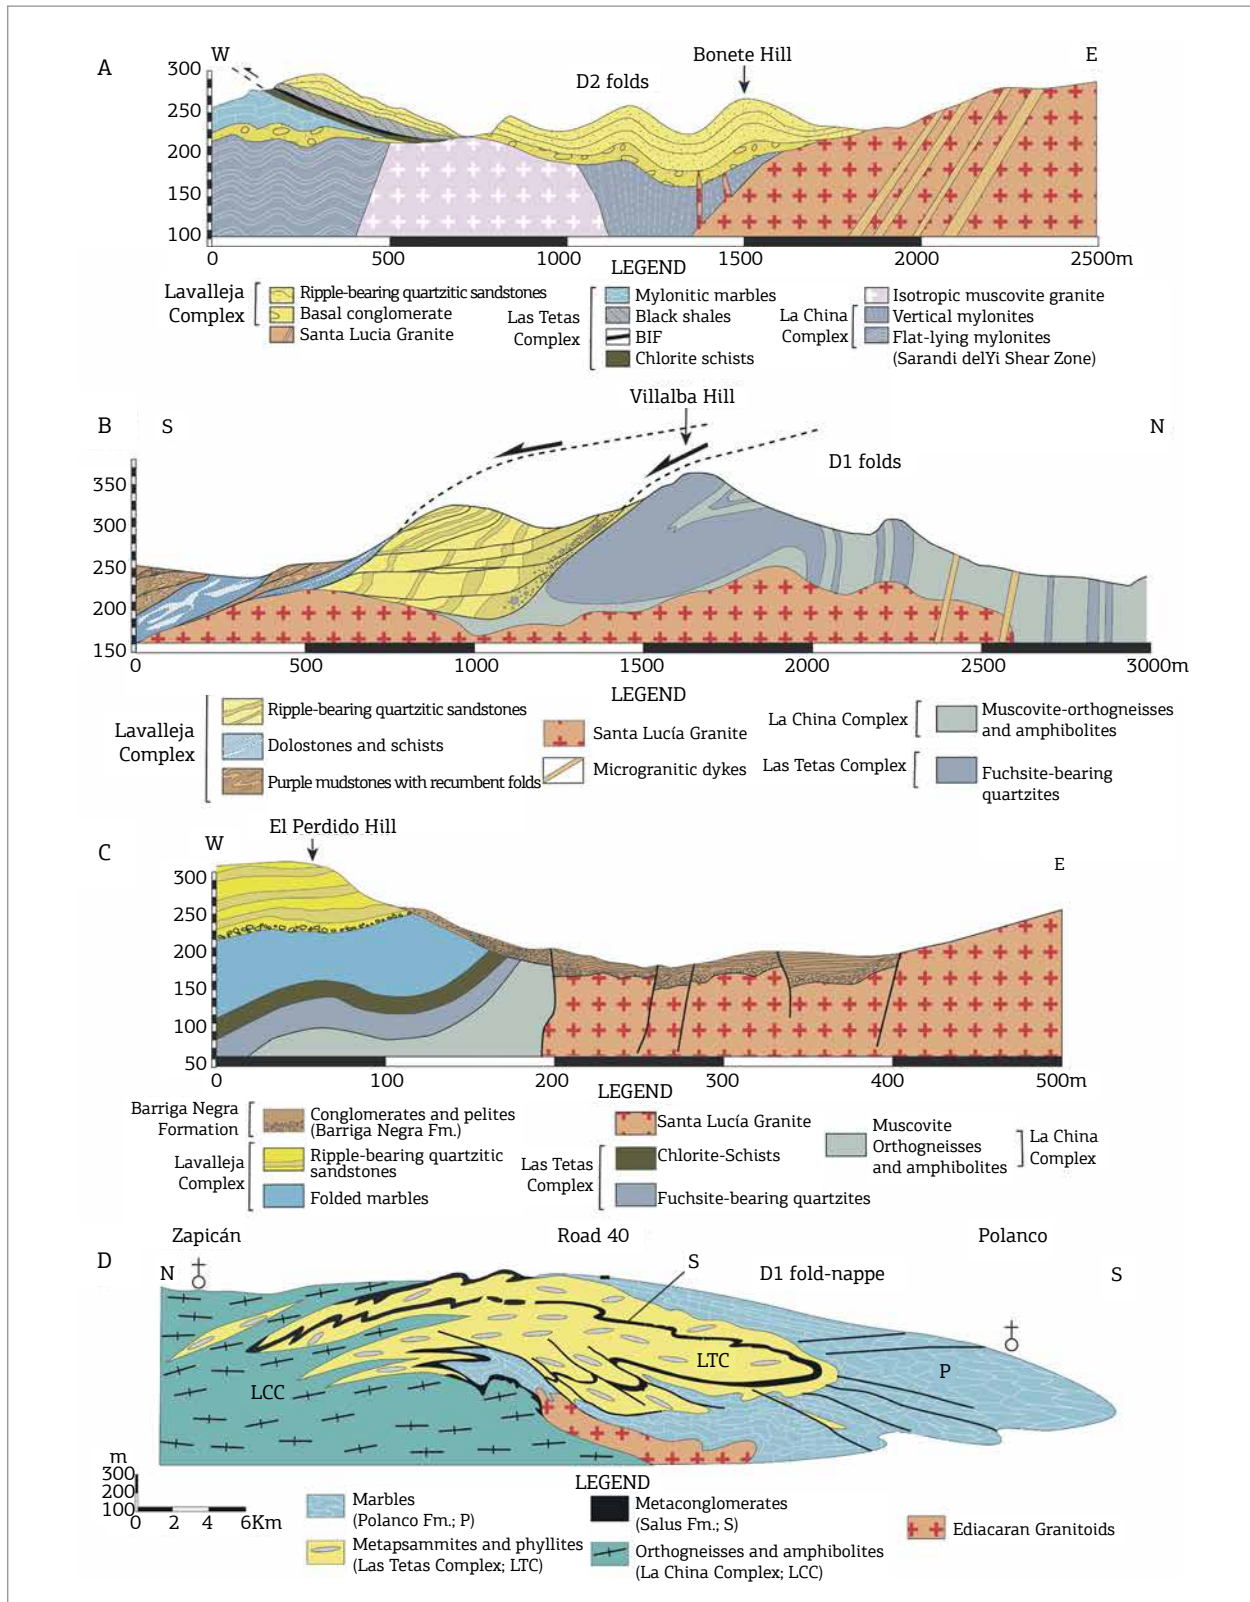 A
W
D2 folds
Bonete Hill
E
300
250
200
150
100
0
500
1000
1500
2000
2500m
LEGEND
Lavalleja
Complex
Ripple-bearing quartzitic sandstones
Basal conglomerate
Santa Lucia Granite
Las Tetas
Complex
Mylonitic marbles
Black shales
BIF
Chlorite schists
La China
Complex
Isotropic muscovite granite
Vertical mylonites
Flat-lying mylonites
(Sarandi delYi Shear Zone)
B
S
Villalba Hill
N
D1 folds
350
300
250
200
150
0
500
1000
1500
2000
2500
3000m
LEGEND
Lavalleja
Complex
Ripple-bearing quartzitic sandstones
Dolostones and schists
Purple mudstones with recumbent folds
Santa Lucía Granite
Microgranitic dykes
La China Complex
Muscovite-orthogneisses
and amphibolites
Las Tetas Complex
Fuchsite-bearing
quartzites
C
W
El Perdido Hill
E
300
250
200
150
100
50
0
100
200
300
400
500m
LEGEND
Barriga Negra
Formation
Conglomerates and pelites
(Barriga Negra Fm.)
Lavalleja
Complex
Ripple-bearing quartzitic
sandstones
Folded marbles
Santa Lucía Granite
Las Tetas
Complex
Chlorite-Schists
Fuchsite-bearing quartzites
Muscovite
Orthogneisses
and amphibolites
La China
Complex
D
Zapicán
Road 40
Polanco
N
S
D1 fold-nappe
S
LCC
LTC
P
m
300
200
100
0
2
4
6Km
LEGEND
Marbles
(Polanco Fm.; P)
Metapsammites and phyllites
(Las Tetas Complex; LTC)
Metaconglomerates
(Salus Fm.; S)
Orthogneisses and amphibolites
(La China Complex; LCC)
Ediacaran Granitoids